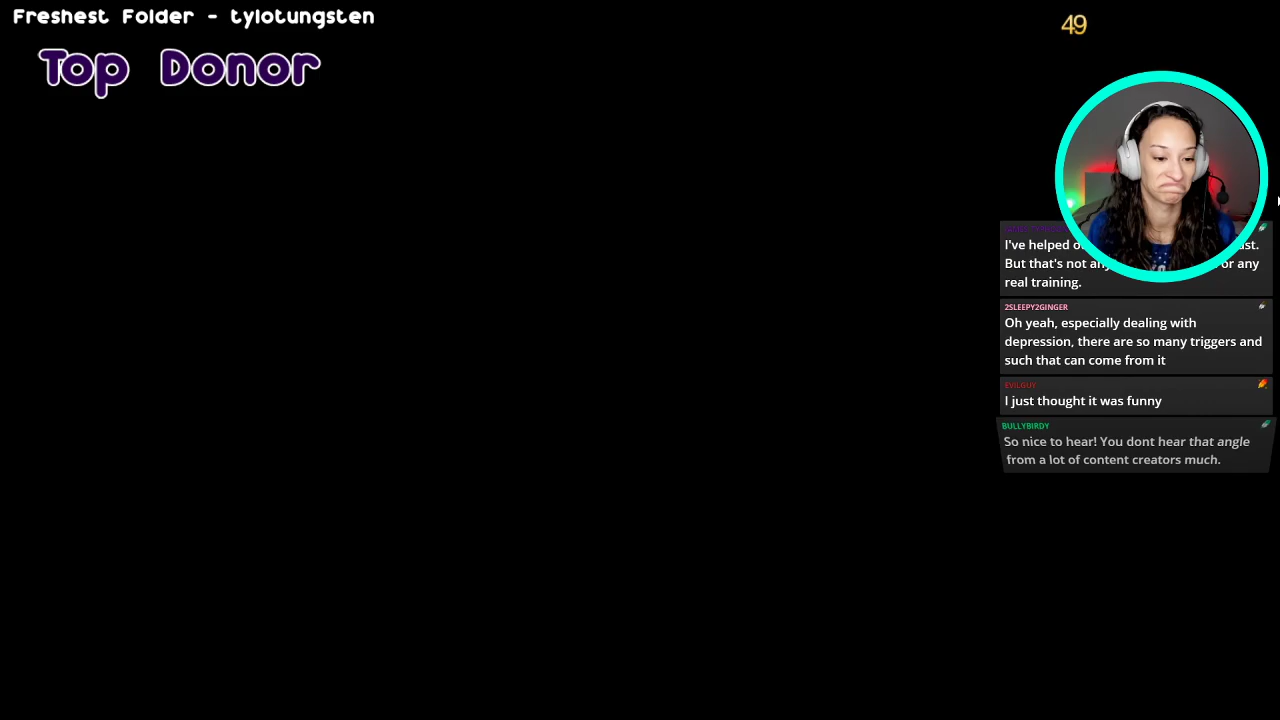 Freshest Folder - tylotungsten
49
Top Donor
I've helped
But that's not or any
real training.
2SLEEPY2GINGER
Oh yeah, especially dealing with
depression, there are so many triggers and
such that can come from it
EVILGUY
I just thought it was funny
BULLYBIRDY
So nice to hear! You dont hear that angle
from a lot of content creators much.